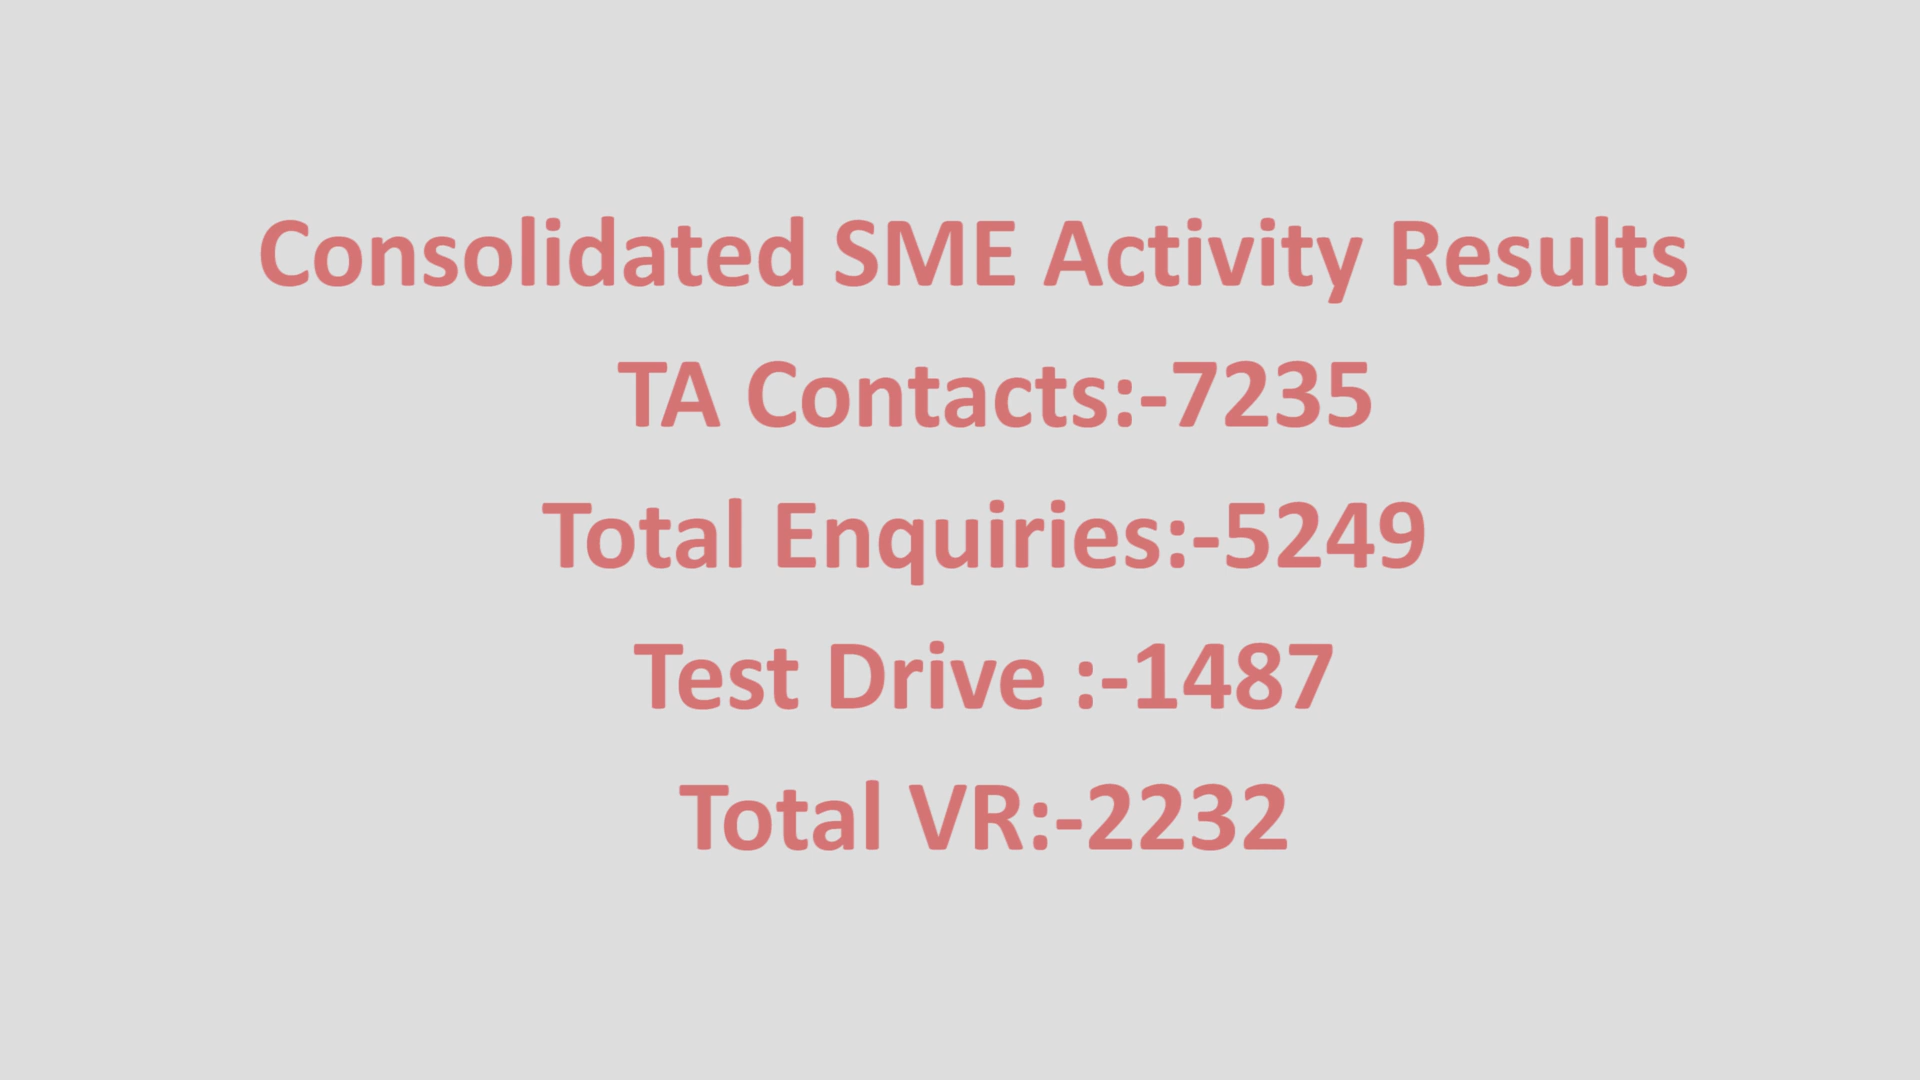 Consolidated SME Activity Results
TA Contacts:-7235
Total Enquiries:-5249
Test Drive :-1487
Total VR:-2232